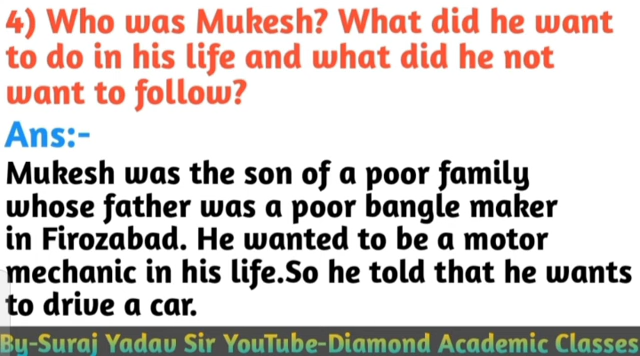 4) Who was Mukesh? What did he want
to do in his life and what did he not
want to follow?
Ans:-
Mukesh was the son of a poor family
whose father was a poor bangle maker
in Firozabad. He wanted to be a motor
mechanic in his life.So he told that he wants
to drive a car.
By-Suraj Yadav Sir YouTube-Diamond Academic Classes